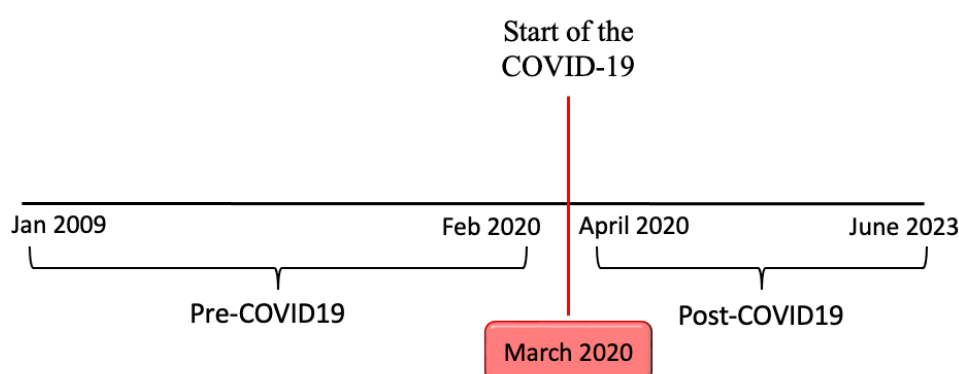 Start of the
COVID-19
Jan 2009
Feb 2020
April 2020
June 2023
Pre-COVID19
Post-COVID19
March 2020